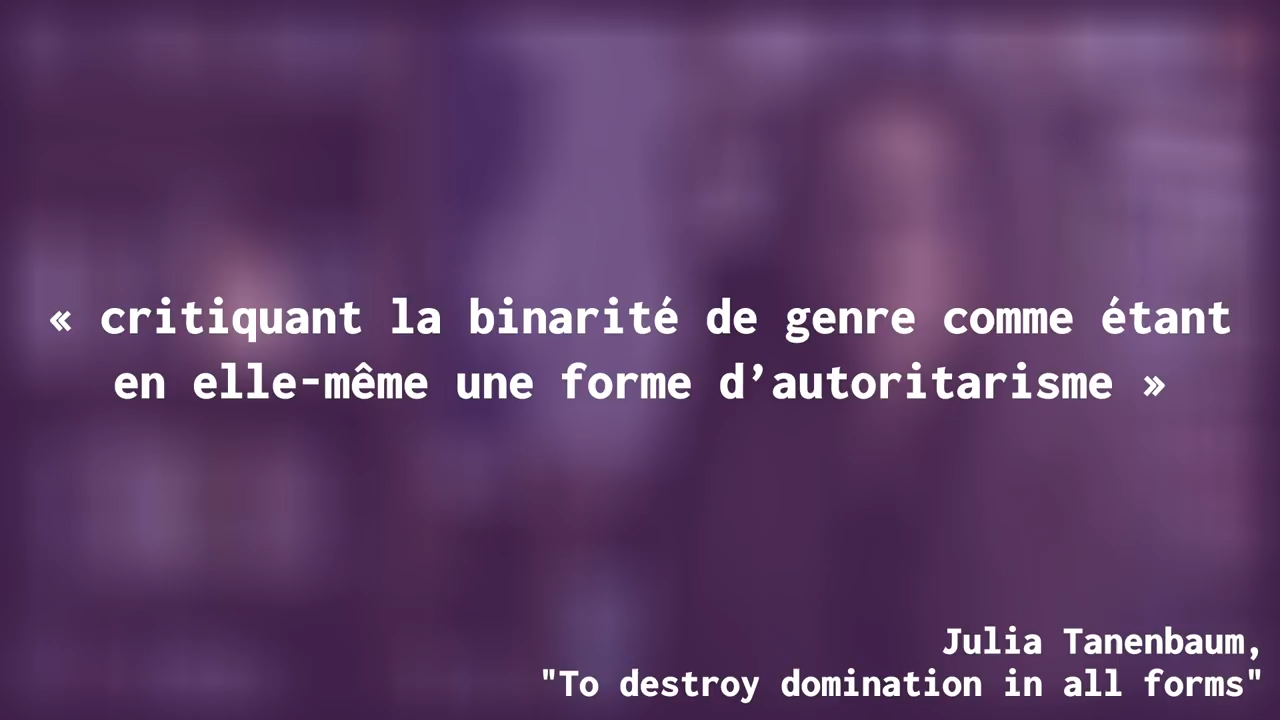 « critiquant la binarité de genre comme étant
en elle-même une forme d’autoritarisme »
Julia Tanenbaum,
"To destroy domination in all forms"